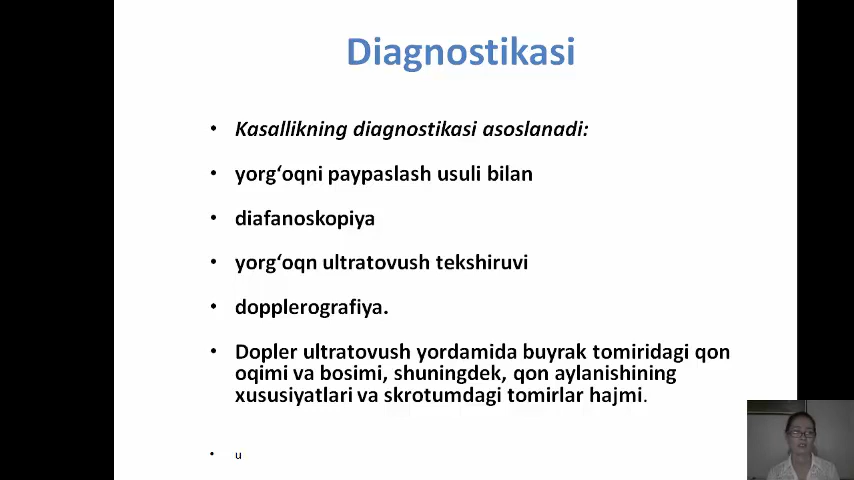 Diagnostikasi
• Kasallikning diagnostikasi asoslanadi:
• yorg‘oqni paypaslash usuli bilan
• diafanoskopiya
• yorg‘oqn ultratovush tekshiruvi
• dopplerografiya.
• Dopler ultratovush yordamida buyrak tomiridagi qon
oqimi va bosimi, shuningdek, qon aylanishining
xususiyatlari va skrotumdagi tomirlar hajmi.
• u